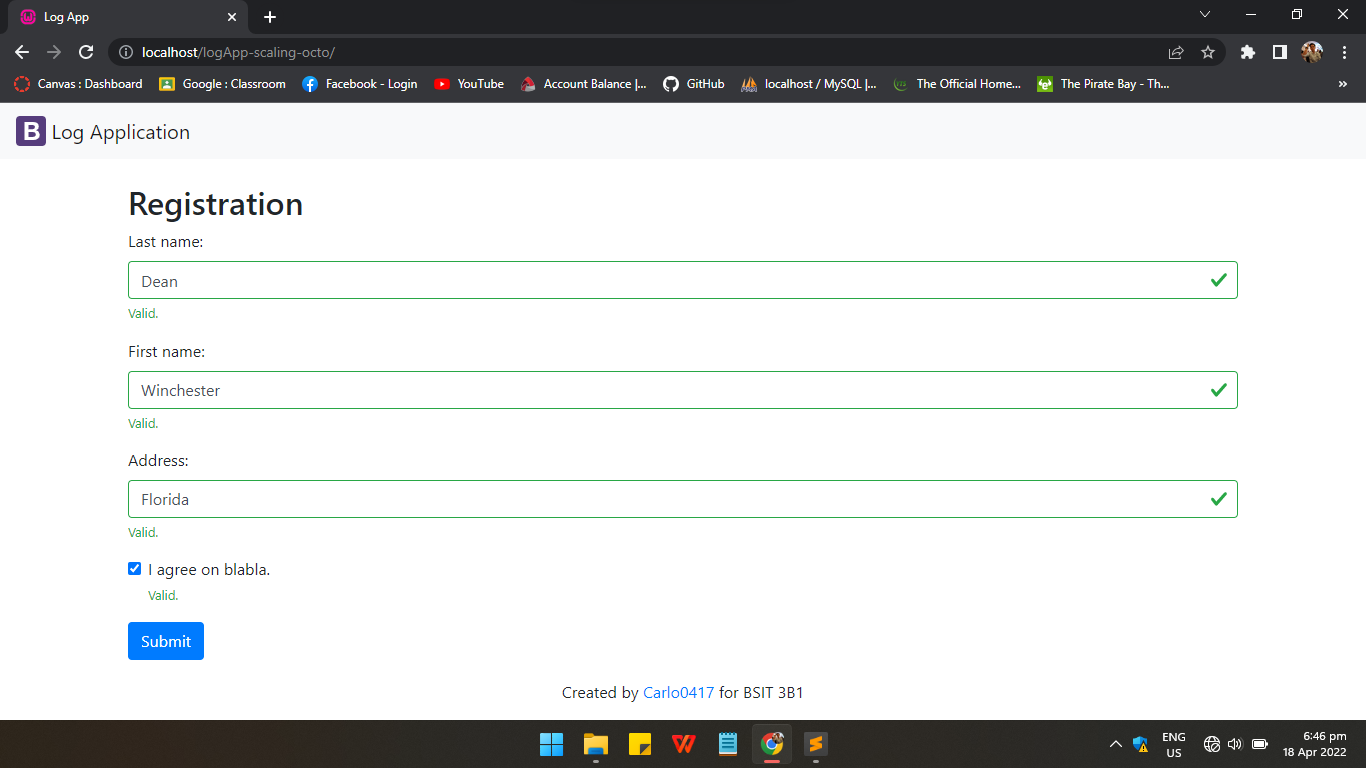 Log App
localhost/logApp-scaling-octo/
Canvas : Dashboard Google : Classroom Facebook - Login YouTube Account Balance |... GitHub localhost / MySQL |... The Official Home... The Pirate Bay - Th... »
B Log Application
Registration
Last name:
Dean
Valid.
First name:
Winchester
Valid.
Address:
Florida
Valid.
I agree on blabla.
Valid.
Submit
Created by Carlo0417 for BSIT 3B1
ENG
US
6:46 pm
18 Apr 2022